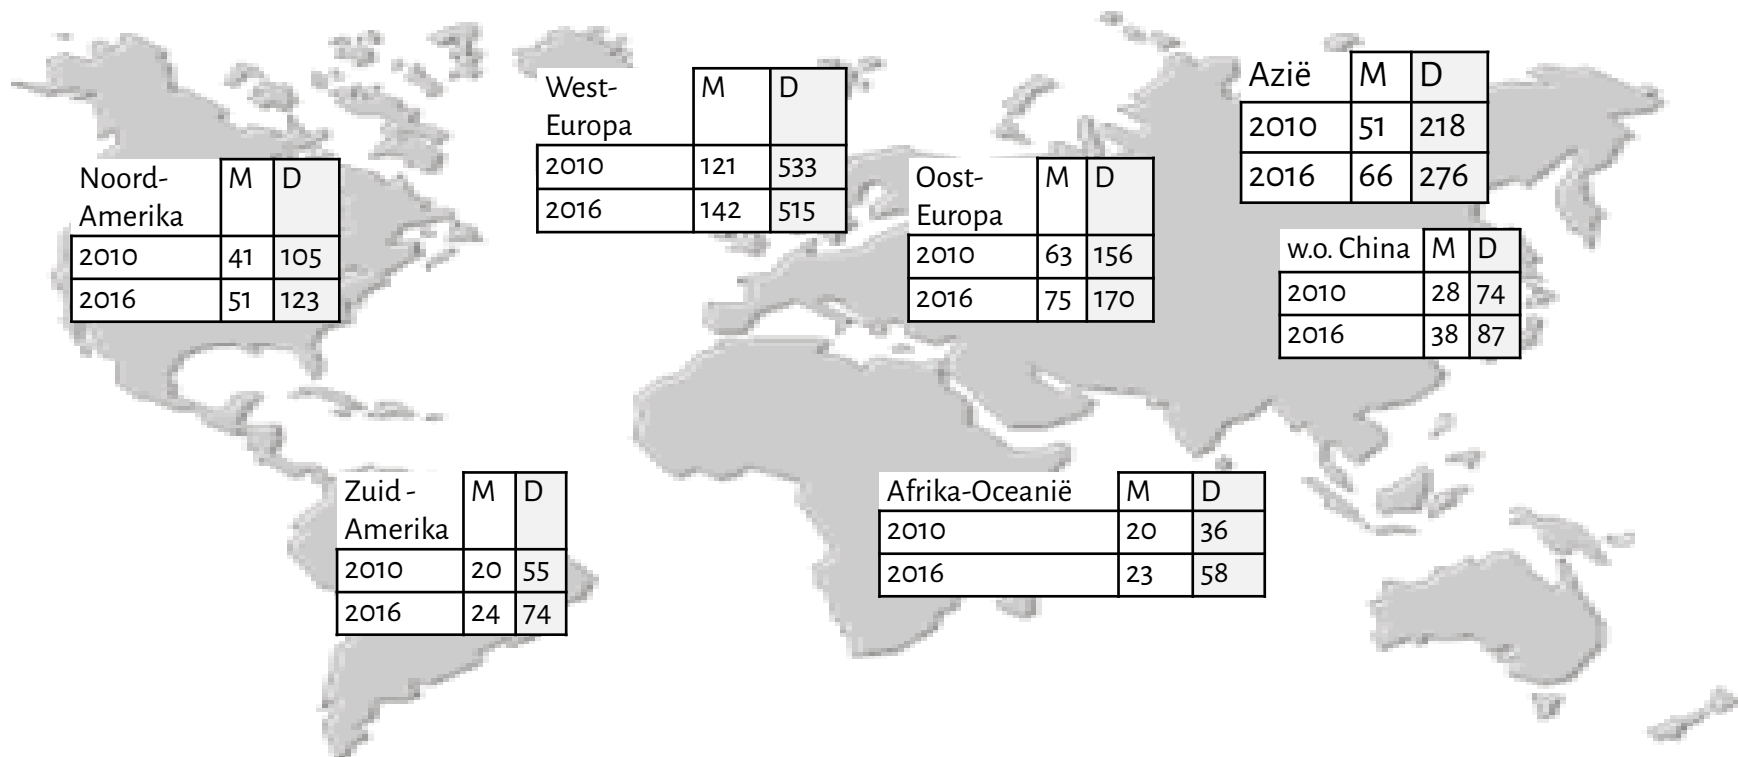 West- M D
Europa
2010 121 533
2016 142 515
Azië M D
2010 51 218
2016 66 276
Noord- M D
Amerika
2010 41 105
2016 51 123
Oost- M D
Europa
2010 63 156
2016 75 170
w.o. China M D
2010 28 74
2016 38 87
Zuid - M D
Amerika
2010 20 55
2016 24 74
Afrika-Oceanië M D
2010 20 36
2016 23 58